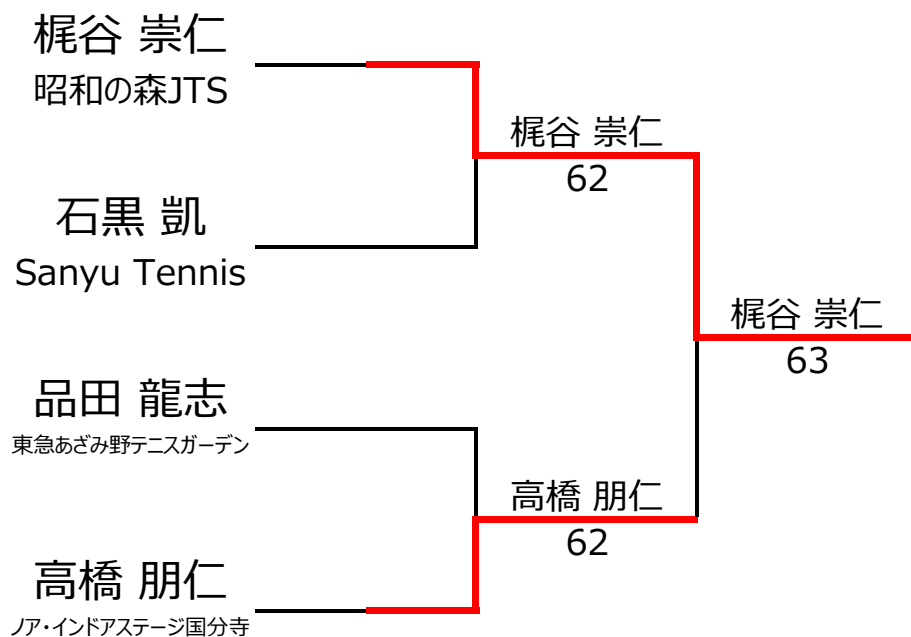 梶谷 崇仁
昭和の森JTS
石黒 凱
Sanyu Tennis
品田 龍志
東急あざみ野テニスガーデン
高橋 朋仁
ノア・インドアステージ国分寺
梶谷 崇仁
62
高橋 朋仁
62
梶谷 崇仁
63